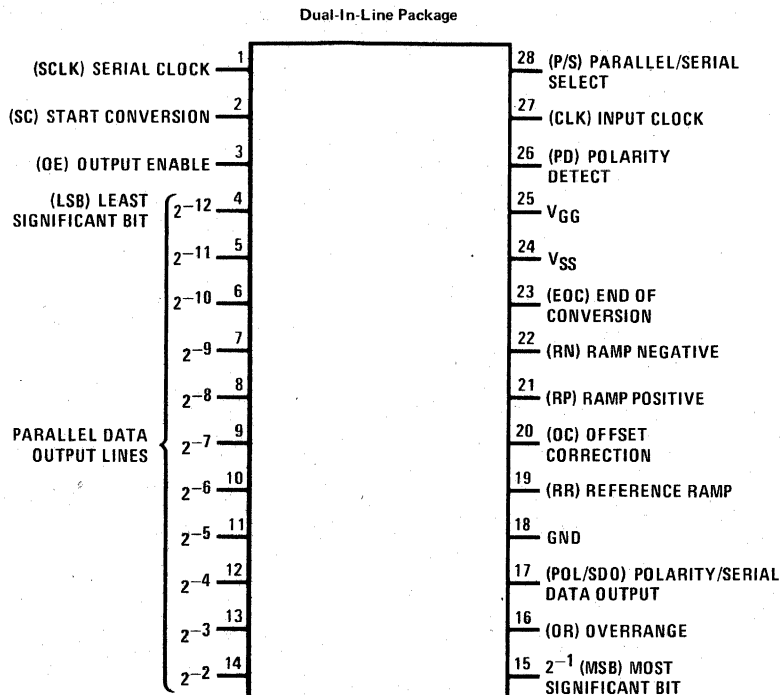 Dual-In-Line Package
(SCLK) SERIAL CLOCK 1
(SC) START CONVERSION 2
(OE) OUTPUT ENABLE 3
(LSB) LEAST
SIGNIFICANT BIT
2−12 4
2−11 5
2−10 6
2−9 7
2−8 8
PARALLEL DATA
OUTPUT LINES
2−7 9
2−6 10
2−5 11
2−4 12
2−3 13
2−2 14
28 (P/S) PARALLEL/SERIAL
SELECT
27 (CLK) INPUT CLOCK
26 (PD) POLARITY
DETECT
25 VGG
24 VSS
23 (EOC) END OF
CONVERSION
22 (RN) RAMP NEGATIVE
21 (RP) RAMP POSITIVE
20 (OC) OFFSET
CORRECTION
19 (RR) REFERENCE RAMP
18 GND
17 (POL/SDO) POLARITY/SERIAL
DATA OUTPUT
16 (OR) OVERRANGE
15 2−1 (MSB) MOST
SIGNIFICANT BIT